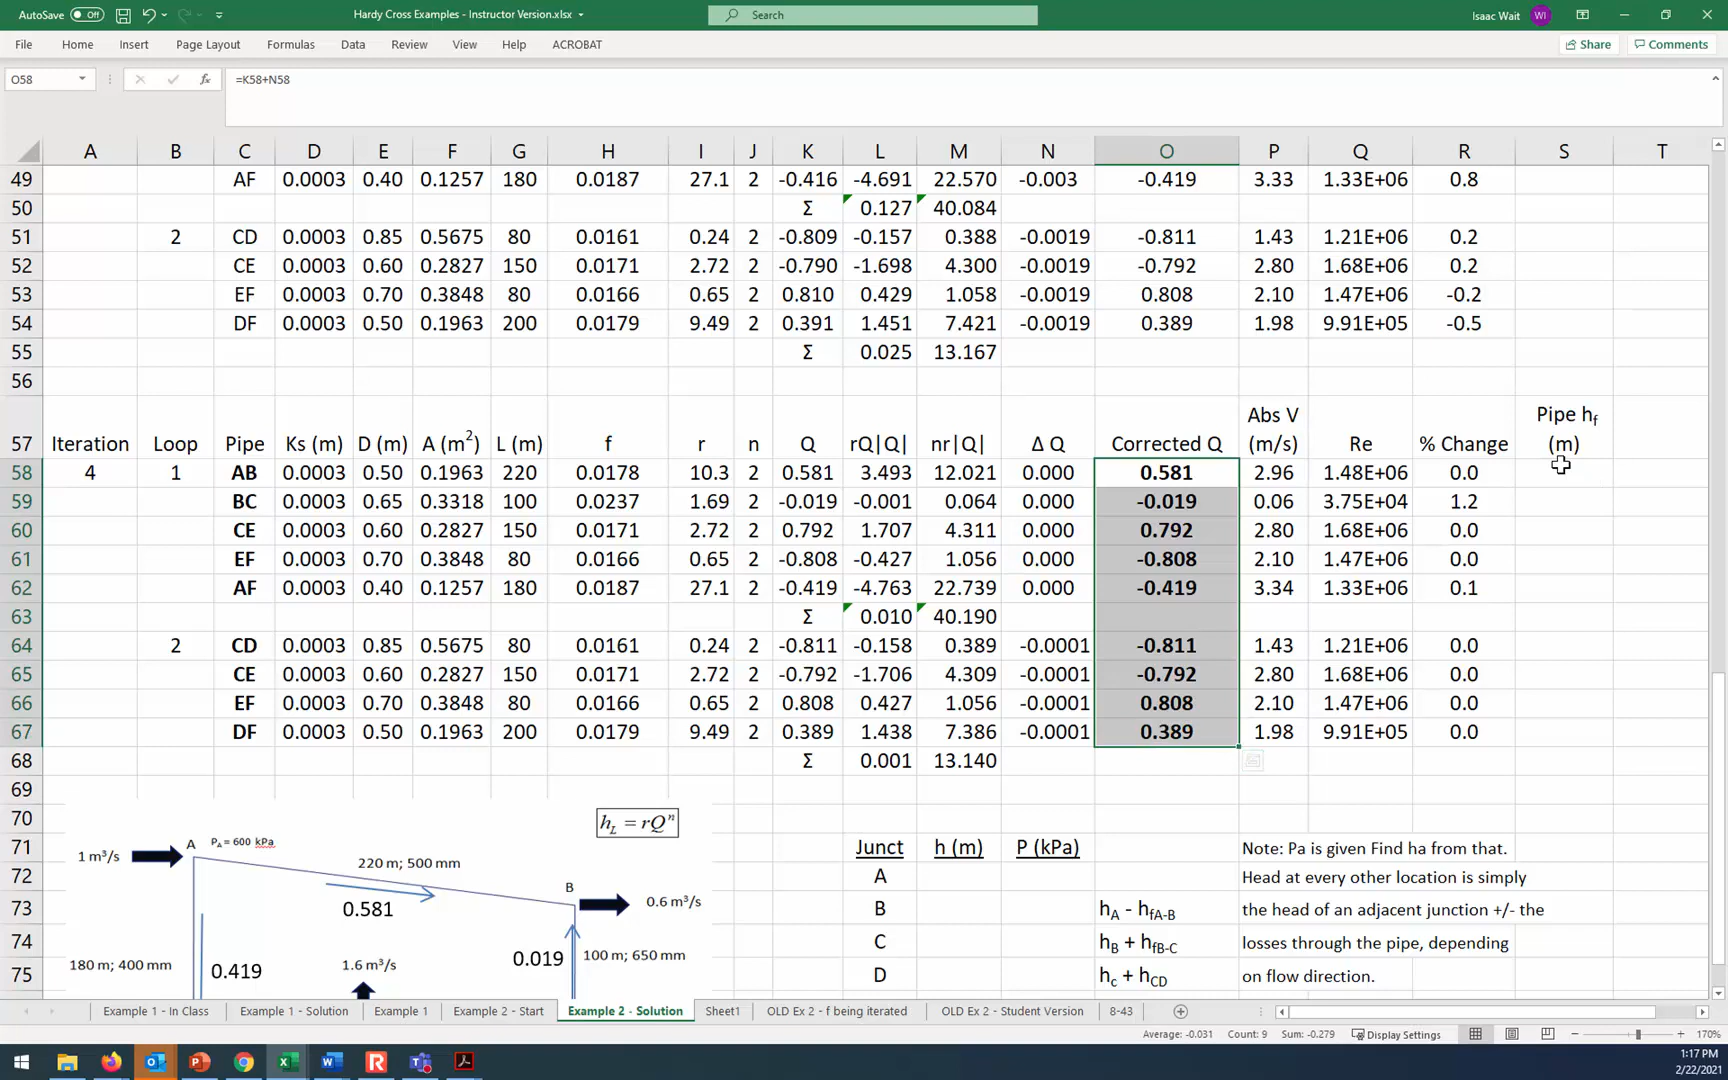 AutoSave Off Hardy Cross Examples - Instructor Version.xlsx Search Isaac Wait WI
File Home Insert Page Layout Formulas Data Review View Help ACROBAT Share Comments
O58 fx =K58+N58
A B C D E F G H I J K L M N O P Q R S T
49 AF 0.0003 0.40 0.1257 180 0.0187 27.1 2 -0.416 -4.691 22.570 -0.003 -0.419 3.33 1.33E+06 0.8
50 Σ 0.127 40.084
51 2 CD 0.0003 0.85 0.5675 80 0.0161 0.24 2 -0.809 -0.157 0.388 -0.0019 -0.811 1.43 1.21E+06 0.2
52 CE 0.0003 0.60 0.2827 150 0.0171 2.72 2 -0.790 -1.698 4.300 -0.0019 -0.792 2.80 1.68E+06 0.2
53 EF 0.0003 0.70 0.3848 80 0.0166 0.65 2 0.810 0.429 1.058 -0.0019 0.808 2.10 1.47E+06 -0.2
54 DF 0.0003 0.50 0.1963 200 0.0179 9.49 2 0.391 1.451 7.421 -0.0019 0.389 1.98 9.91E+05 -0.5
55 Σ 0.025 13.167
56
57 Iteration Loop Pipe Ks (m) D (m) A (m²) L (m) f r n Q rQ|Q| nr|Q| Δ Q Corrected Q Abs V (m/s) Re % Change Pipe hf (m)
58 4 1 AB 0.0003 0.50 0.1963 220 0.0178 10.3 2 0.581 3.493 12.021 0.000 0.581 2.96 1.48E+06 0.0
59 BC 0.0003 0.65 0.3318 100 0.0237 1.69 2 -0.019 -0.001 0.064 0.000 -0.019 0.06 3.75E+04 1.2
60 CE 0.0003 0.60 0.2827 150 0.0171 2.72 2 0.792 1.707 4.311 0.000 0.792 2.80 1.68E+06 0.0
61 EF 0.0003 0.70 0.3848 80 0.0166 0.65 2 -0.808 -0.427 1.056 0.000 -0.808 2.10 1.47E+06 0.0
62 AF 0.0003 0.40 0.1257 180 0.0187 27.1 2 -0.419 -4.763 22.739 0.000 -0.419 3.34 1.33E+06 0.1
63 Σ 0.010 40.190
64 2 CD 0.0003 0.85 0.5675 80 0.0161 0.24 2 -0.811 -0.158 0.389 -0.0001 -0.811 1.43 1.21E+06 0.0
65 CE 0.0003 0.60 0.2827 150 0.0171 2.72 2 -0.792 -1.706 4.309 -0.0001 -0.792 2.80 1.68E+06 0.0
66 EF 0.0003 0.70 0.3848 80 0.0166 0.65 2 0.808 0.427 1.056 -0.0001 0.808 2.10 1.47E+06 0.0
67 DF 0.0003 0.50 0.1963 200 0.0179 9.49 2 0.389 1.438 7.386 -0.0001 0.389 1.98 9.91E+05 0.0
68 Σ 0.001 13.140
69
70 hL = rQⁿ
71 A PA = 600 kPa Junct h (m) P (kPa) Note: Pa is given Find ha from that.
1 m³/s 220 m; 500 mm
72 B A Head at every other location is simply
73 0.581 0.6 m³/s B hA - hfA-B the head of an adjacent junction +/- the
74 0.019 100 m; 650 mm C hB + hfB-C losses through the pipe, depending
75 180 m; 400 mm 0.419 1.6 m³/s D hc + hCD on flow direction.
Example 1 - In Class Example 1 - Solution Example 1 Example 2 - Start Example 2 - Solution Sheet1 OLD Ex 2 - f being iterated OLD Ex 2 - Student Version 8-43
Average: -0.031 Count: 9 Sum: -0.279 Display Settings 170%
1:17 PM
2/22/2021